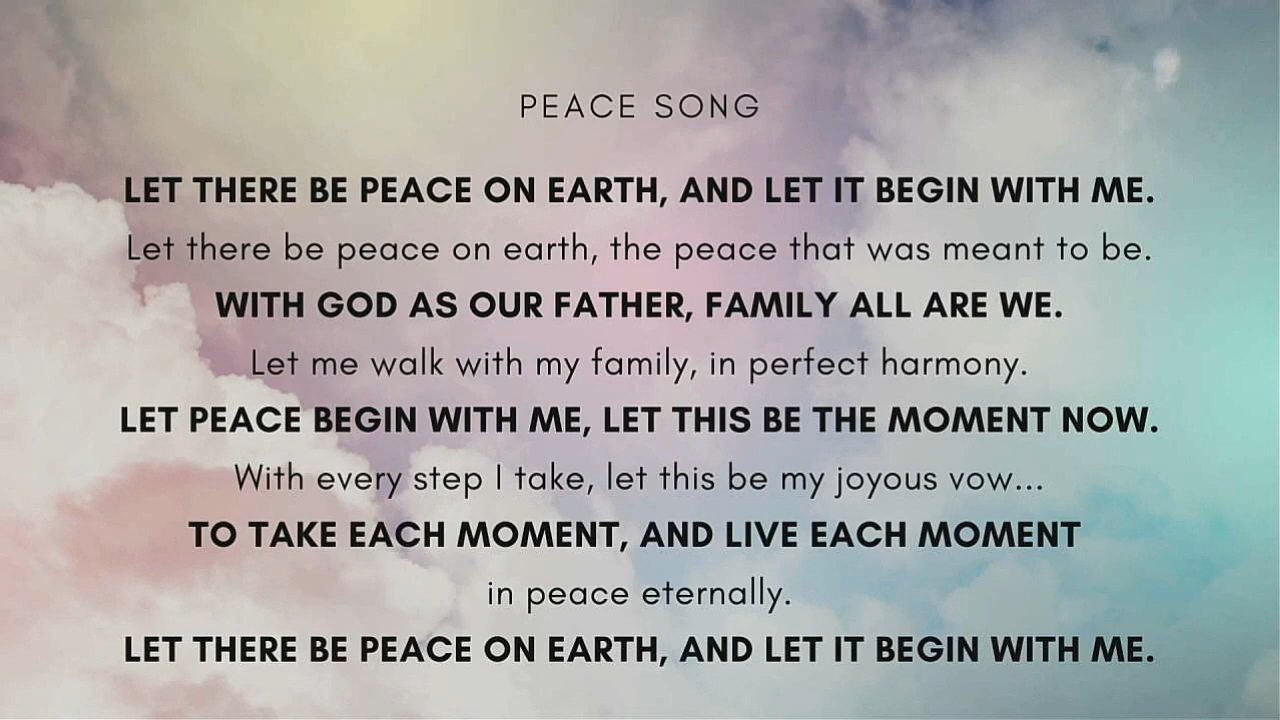 PEACE SONG
LET THERE BE PEACE ON EARTH, AND LET IT BEGIN WITH ME.
Let there be peace on earth, the peace that was meant to be.
WITH GOD AS OUR FATHER, FAMILY ALL ARE WE.
Let me walk with my family, in perfect harmony.
LET PEACE BEGIN WITH ME, LET THIS BE THE MOMENT NOW.
With every step I take, let this be my joyous vow...
TO TAKE EACH MOMENT, AND LIVE EACH MOMENT
in peace eternally.
LET THERE BE PEACE ON EARTH, AND LET IT BEGIN WITH ME.